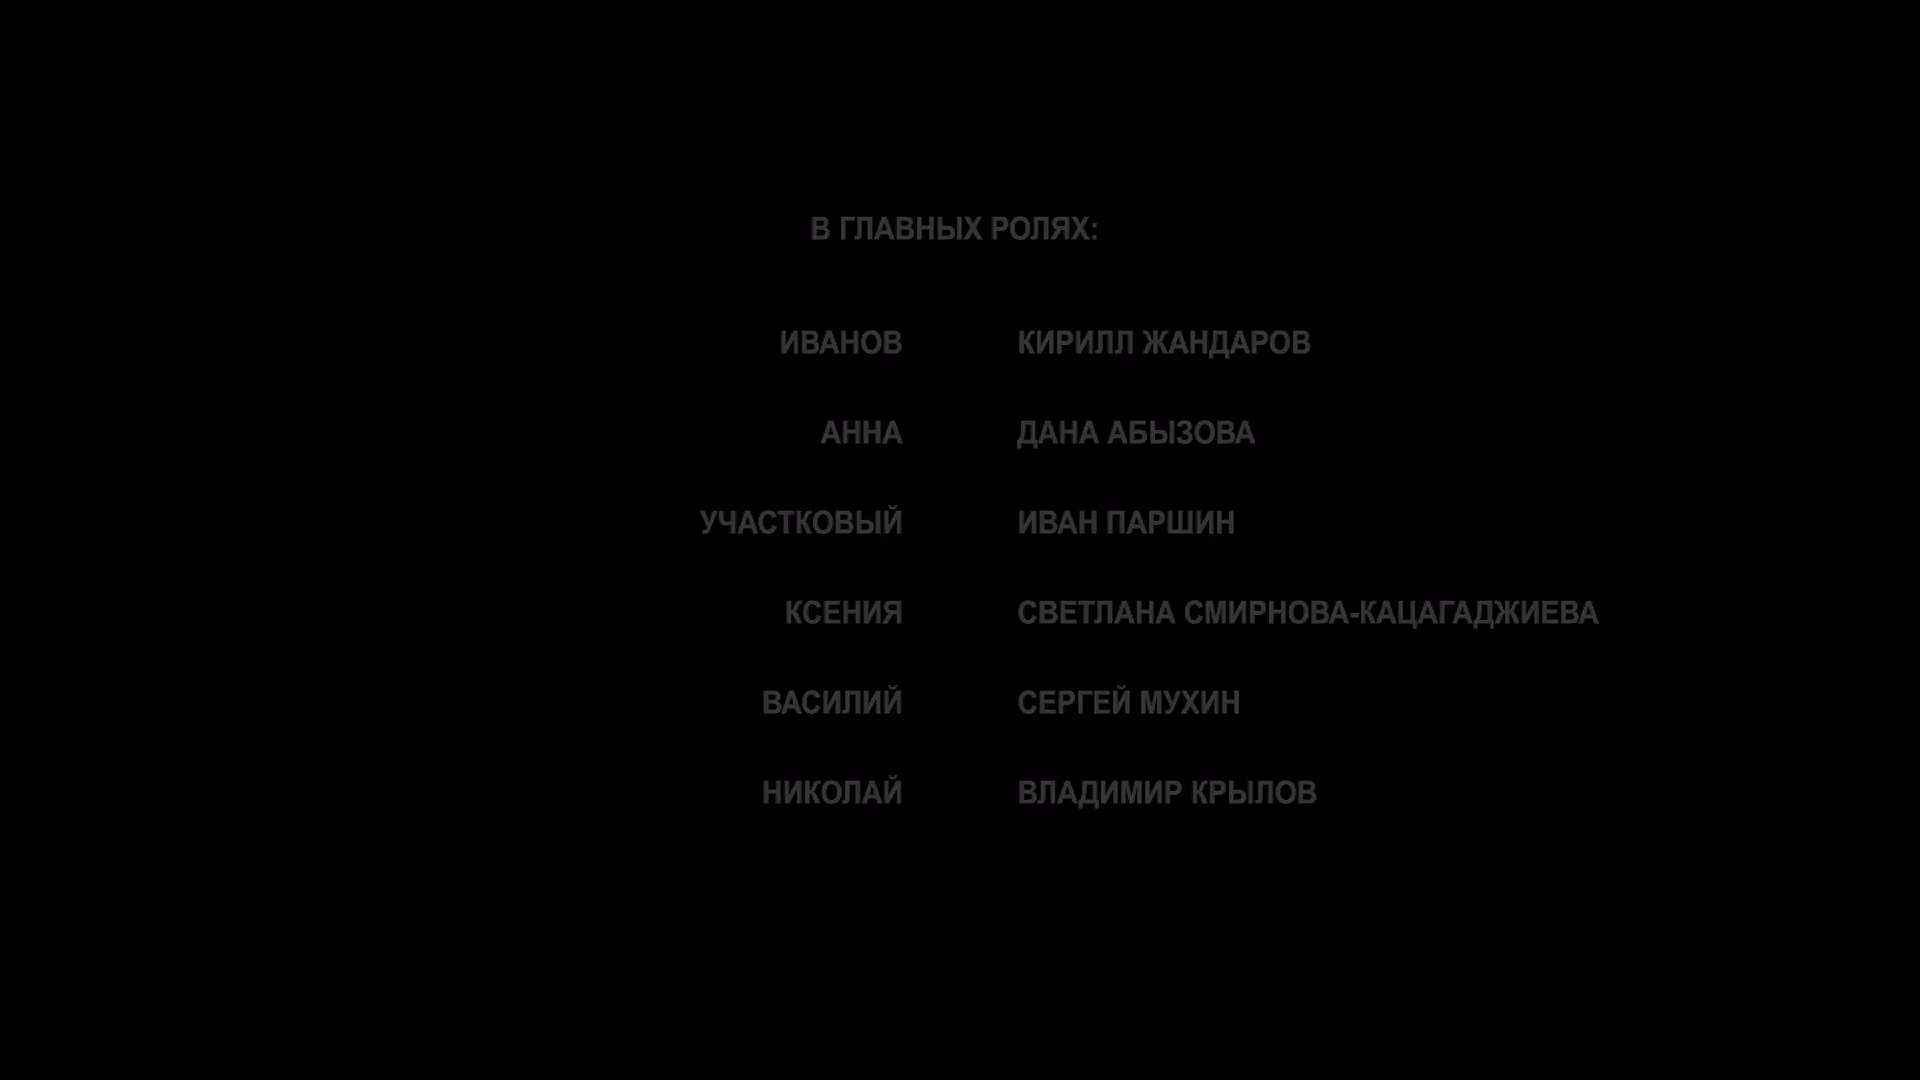 В ГЛАВНЫХ РОЛЯХ:
ИВАНОВ КИРИЛЛ ЖАНДАРОВ
АННА ДАНА АБЫЗОВА
УЧАСТКОВЫЙ ИВАН ПАРШИН
КСЕНИЯ СВЕТЛАНА СМИРНОВА-КАЦАГАДЖИЕВА
ВАСИЛИЙ СЕРГЕЙ МУХИН
НИКОЛАЙ ВЛАДИМИР КРЫЛОВ